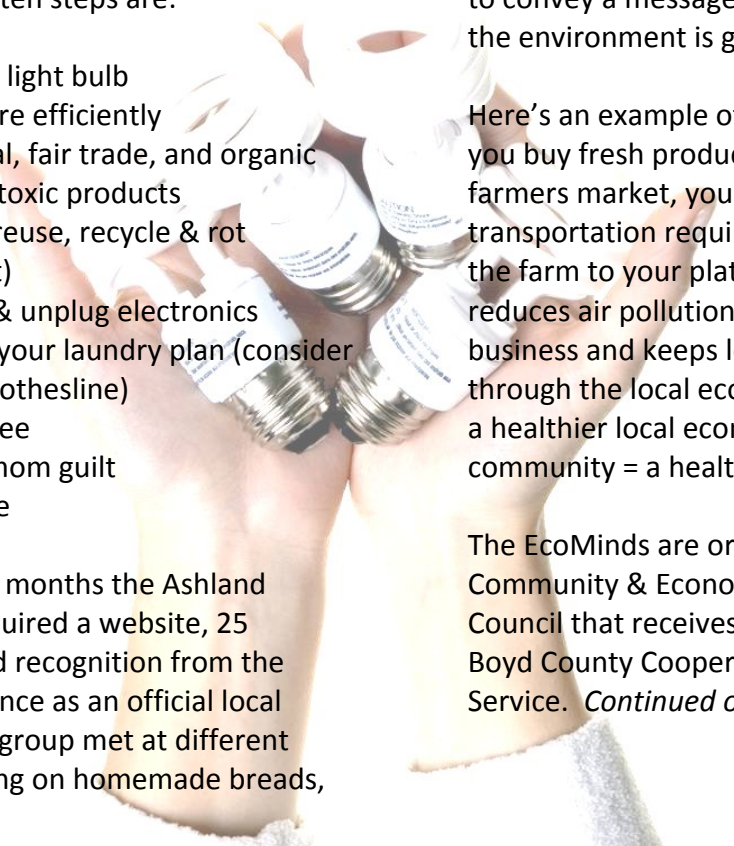 ten steps are:
light bulb
re efficiently
al, fair trade, and organic
toxic products
reuse, recycle & rot
t)
& unplug electronics
your laundry plan (consider
othesline)
ee
nom guilt
e
months the Ashland
quired a website, 25
d recognition from the
nce as an official local
group met at different
ng on homemade breads,
to convey a message
the environment is g
Here’s an example of
you buy fresh produc
farmers market, you
transportation requi
the farm to your plat
reduces air pollution
business and keeps lo
through the local eco
a healthier local econ
community = a health
The EcoMinds are or
Community & Econo
Council that receives
Boyd County Cooper
Service. Continued o